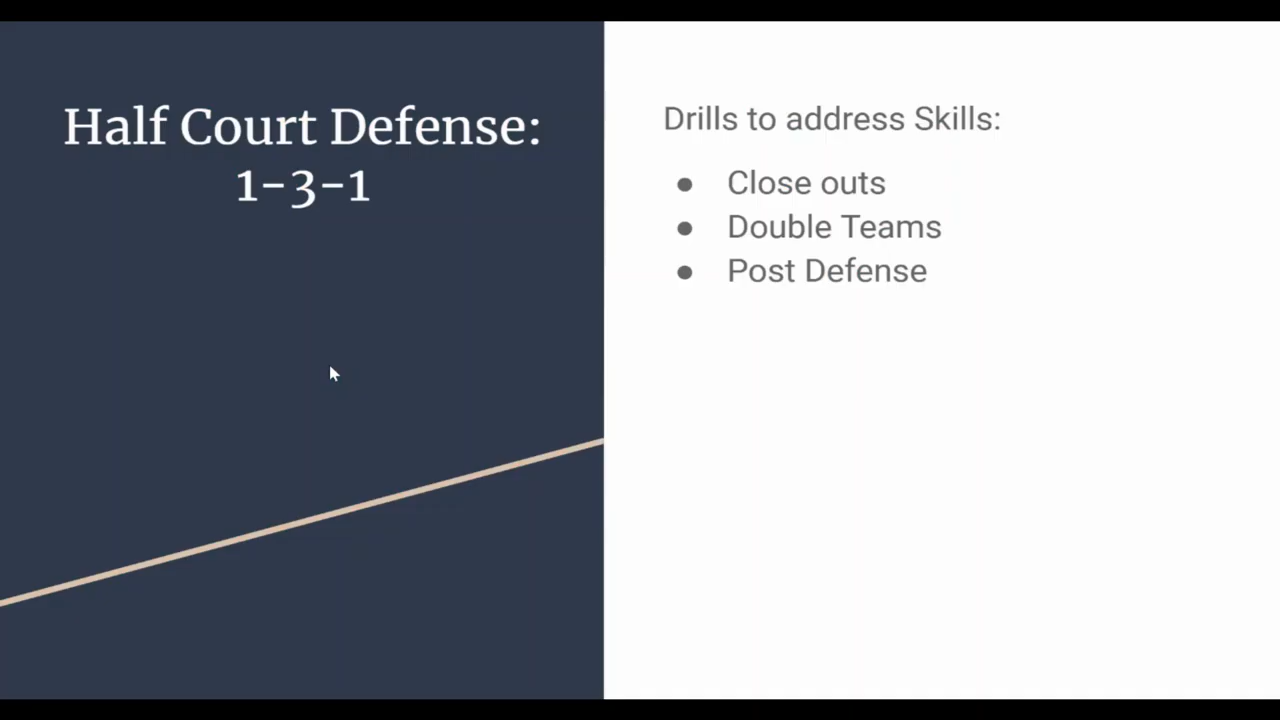 Half Court Defense:
1-3-1
Drills to address Skills:
● Close outs
● Double Teams
● Post Defense